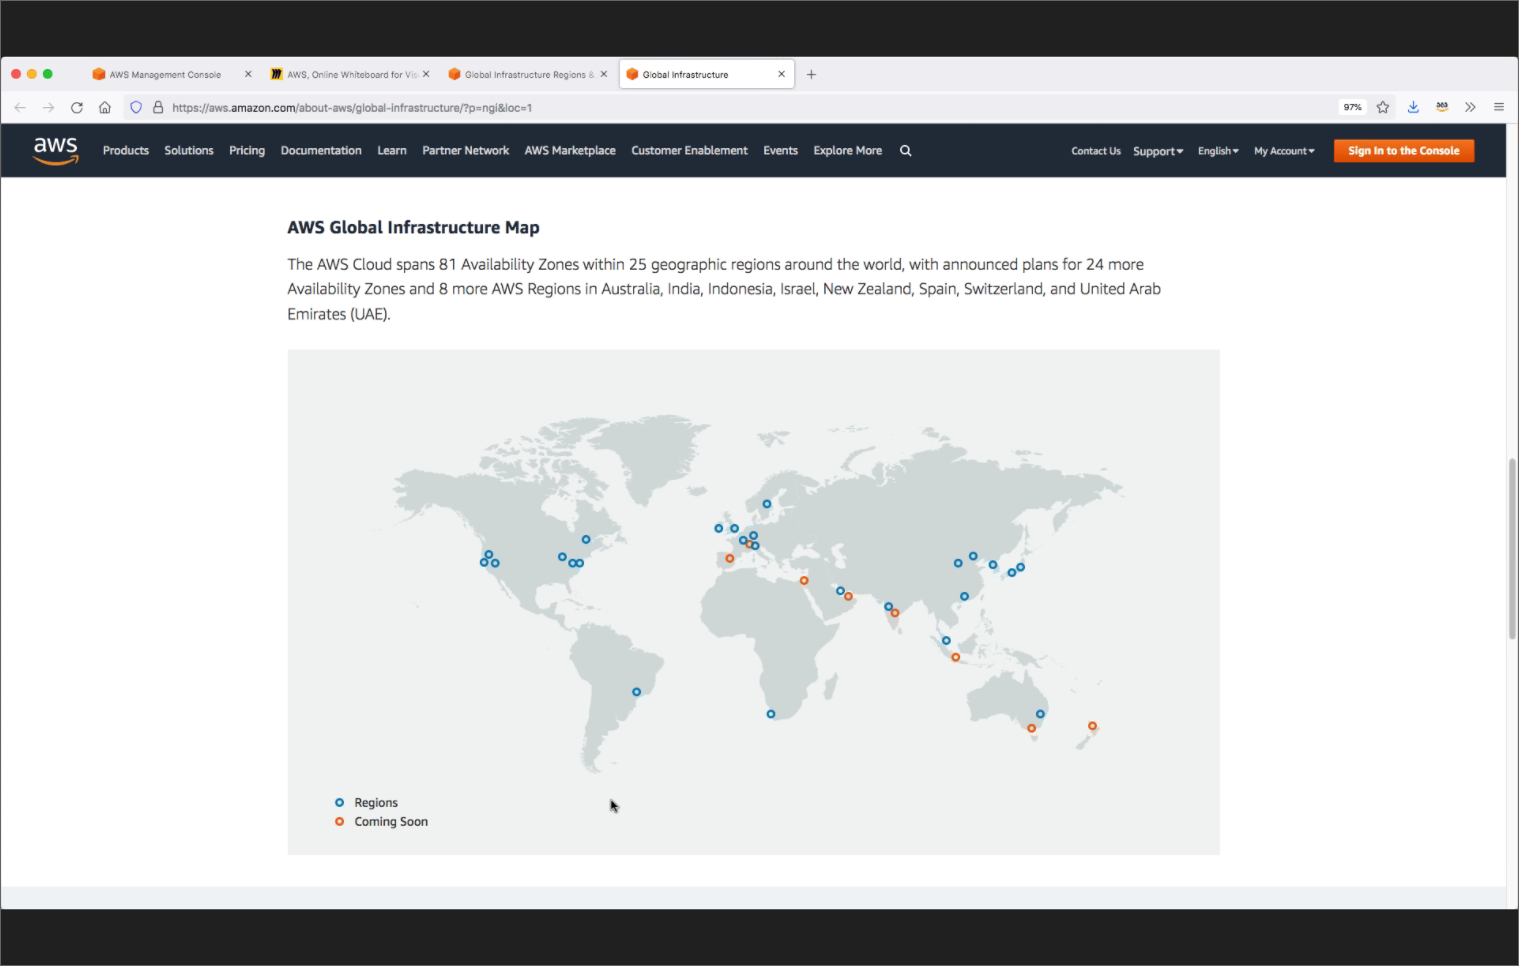 AWS Management Console
AWS, Online Whiteboard for Vis
Global Infrastructure Regions &
Global Infrastructure
https://aws.amazon.com/about-aws/global-infrastructure/?p=ngi&loc=1
97%
aws
Products Solutions Pricing Documentation Learn Partner Network AWS Marketplace Customer Enablement Events Explore More
Contact Us Support English My Account Sign In to the Console
AWS Global Infrastructure Map
The AWS Cloud spans 81 Availability Zones within 25 geographic regions around the world, with announced plans for 24 more
Availability Zones and 8 more AWS Regions in Australia, India, Indonesia, Israel, New Zealand, Spain, Switzerland, and United Arab
Emirates (UAE).
Regions
Coming Soon